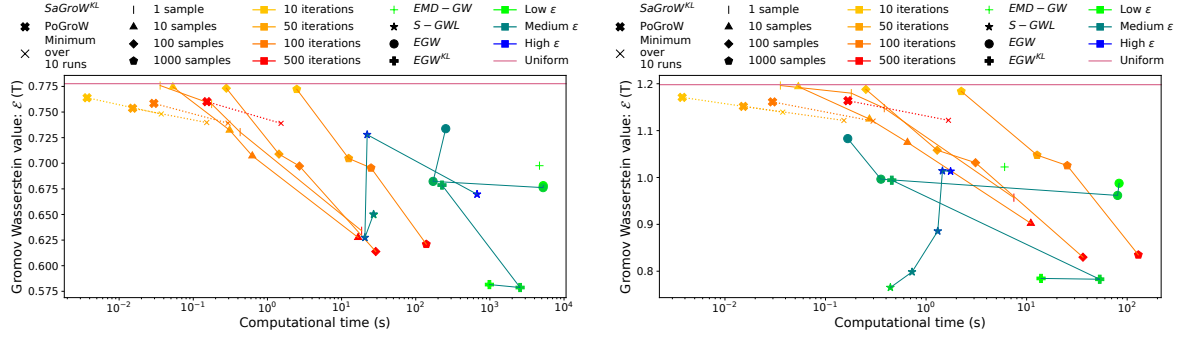 SaGroW^KL
PoGroW
Minimum
over
10 runs
1 sample
10 samples
100 samples
1000 samples
10 iterations
50 iterations
100 iterations
500 iterations
EMD − GW
S − GWL
EGW
EGW^KL
Low ε
Medium ε
High ε
Uniform
Gromov Wasserstein value: ℰ (T)
0.775
0.750
0.725
0.700
0.675
0.650
0.625
0.600
0.575
10^−2
10^−1
10^0
10^1
10^2
10^3
10^4
Computational time (s)
SaGroW^KL
PoGroW
Minimum
over
10 runs
1 sample
10 samples
100 samples
1000 samples
10 iterations
50 iterations
100 iterations
500 iterations
EMD − GW
S − GWL
EGW
EGW^KL
Low ε
Medium ε
High ε
Uniform
Gromov Wasserstein value: ℰ (T)
1.2
1.1
1.0
0.9
0.8
10^−2
10^−1
10^0
10^1
10^2
Computational time (s)